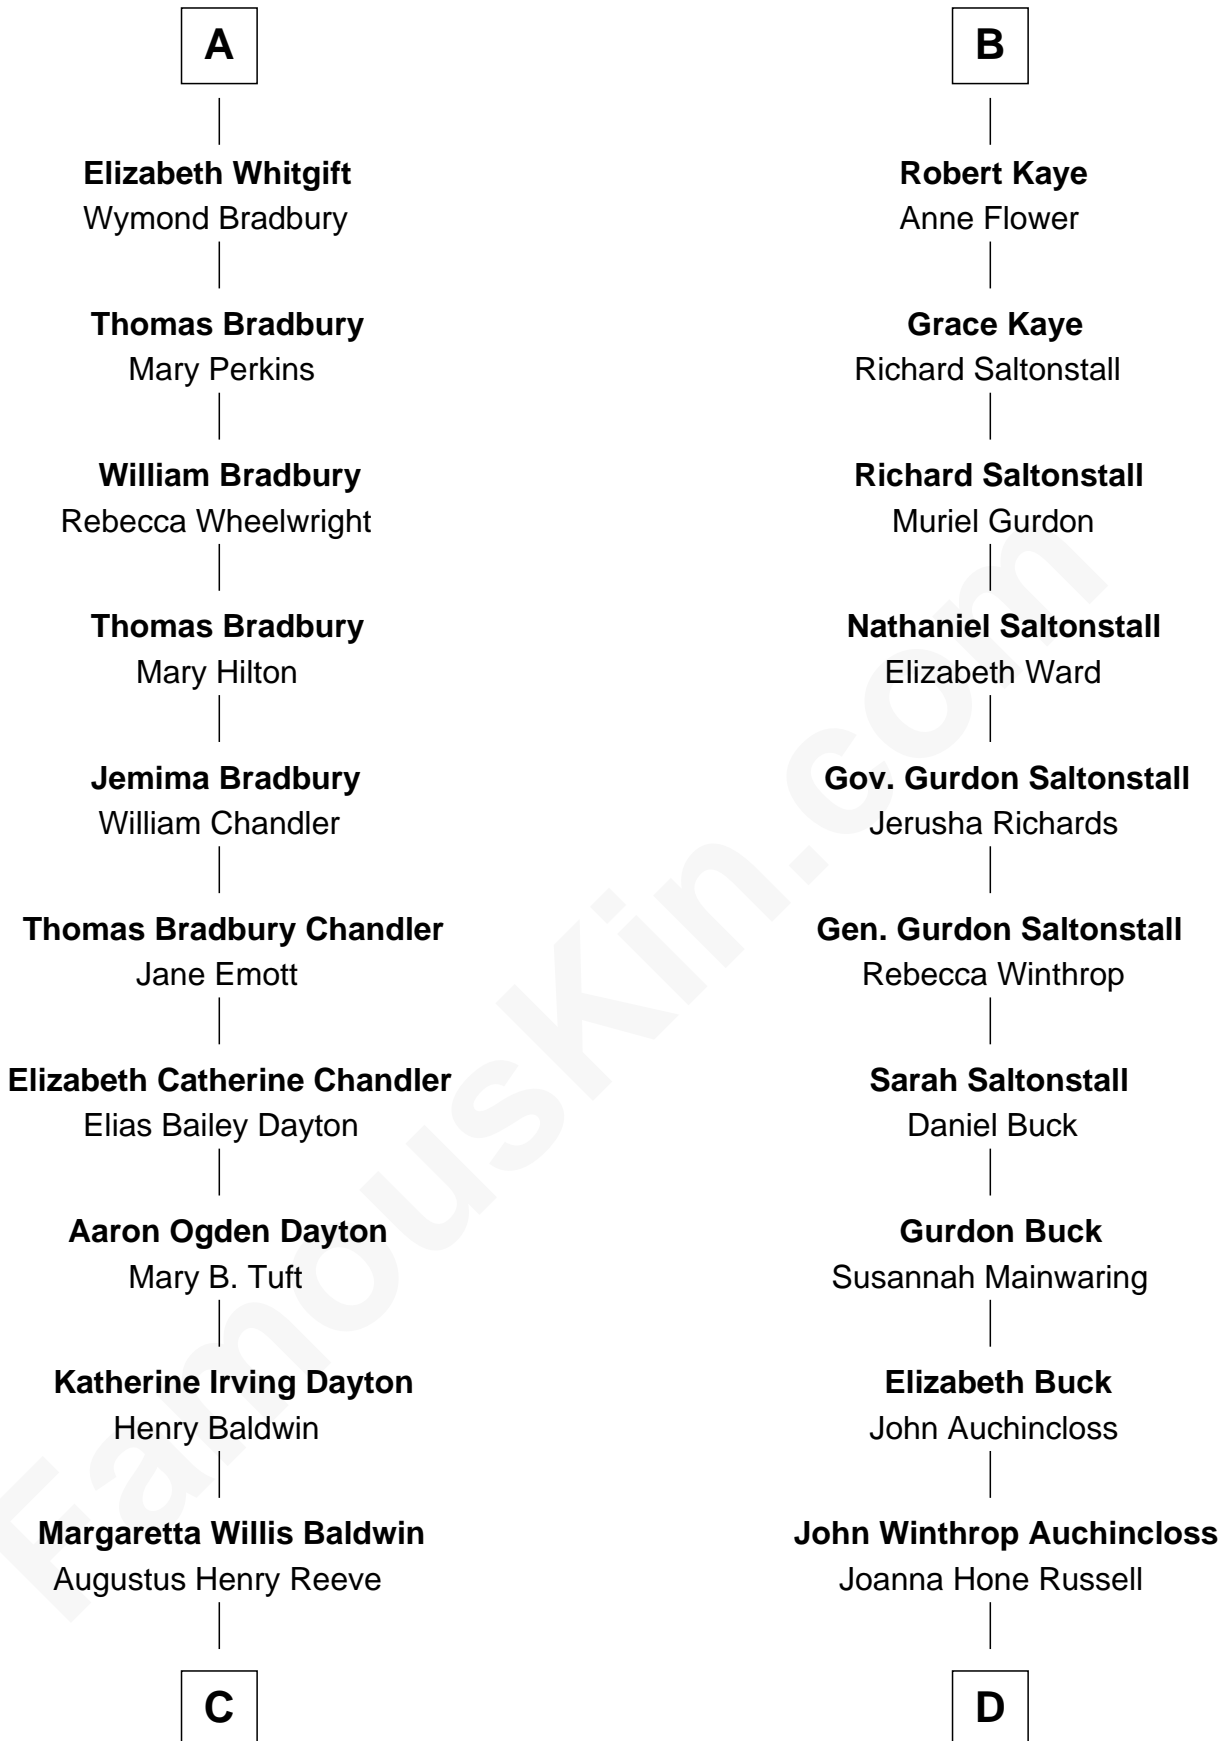 A
Elizabeth Whitgift
Wymond Bradbury
Thomas Bradbury
Mary Perkins
William Bradbury
Rebecca Wheelwright
Thomas Bradbury
Mary Hilton
Jemima Bradbury
William Chandler
Thomas Bradbury Chandler
Jane Emott
Elizabeth Catherine Chandler
Elias Bailey Dayton
Aaron Ogden Dayton
Mary B. Tuft
Katherine Irving Dayton
Henry Baldwin
Margaretta Willis Baldwin
Augustus Henry Reeve
C
B
Robert Kaye
Anne Flower
Grace Kaye
Richard Saltonstall
Richard Saltonstall
Muriel Gurdon
Nathaniel Saltonstall
Elizabeth Ward
Gov. Gurdon Saltonstall
Jerusha Richards
Gen. Gurdon Saltonstall
Rebecca Winthrop
Sarah Saltonstall
Daniel Buck
Gurdon Buck
Susannah Mainwaring
Elizabeth Buck
John Auchincloss
John Winthrop Auchincloss
Joanna Hone Russell
D
FamousKin.com